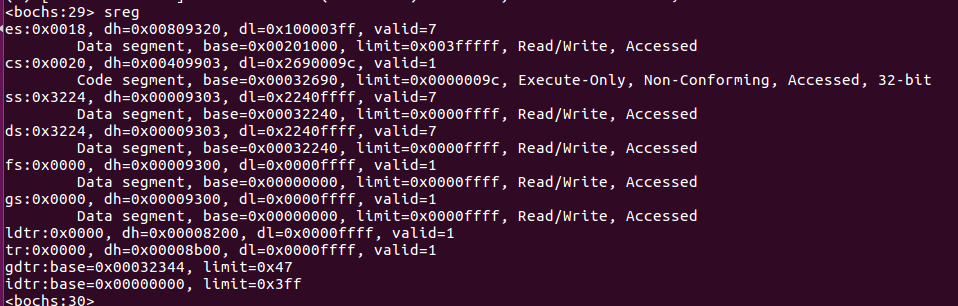 <bochs:29> sreg
es:0x0018, dh=0x00809320, dl=0x100003ff, valid=7
Data segment, base=0x00201000, limit=0x003fffff, Read/Write, Accessed
cs:0x0020, dh=0x00409903, dl=0x2690009c, valid=1
Code segment, base=0x00032690, limit=0x0000009c, Execute-Only, Non-Conforming, Accessed, 32-bit
ss:0x3224, dh=0x00009303, dl=0x2240ffff, valid=7
Data segment, base=0x00032240, limit=0x0000ffff, Read/Write, Accessed
ds:0x3224, dh=0x00009303, dl=0x2240ffff, valid=7
Data segment, base=0x00032240, limit=0x0000ffff, Read/Write, Accessed
fs:0x0000, dh=0x00009300, dl=0x0000ffff, valid=1
Data segment, base=0x00000000, limit=0x0000ffff, Read/Write, Accessed
gs:0x0000, dh=0x00009300, dl=0x0000ffff, valid=1
Data segment, base=0x00000000, limit=0x0000ffff, Read/Write, Accessed
ldtr:0x0000, dh=0x00008200, dl=0x0000ffff, valid=1
tr:0x0000, dh=0x00008b00, dl=0x0000ffff, valid=1
gdtr:base=0x00032344, limit=0x47
idtr:base=0x00000000, limit=0x3ff
<bochs:30>